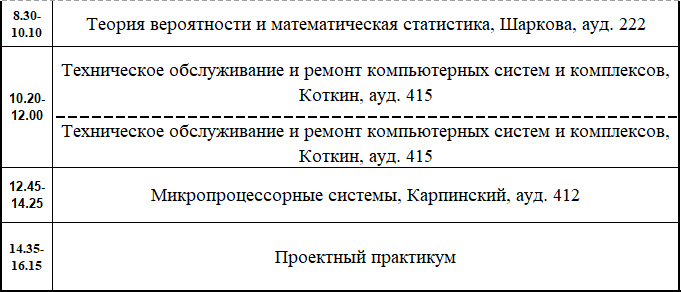 8.30-
10.10
Теория вероятности и математическая статистика, Шаркова, ауд. 222
10.20-
12.00
Техническое обслуживание и ремонт компьютерных систем и комплексов,
Коткин, ауд. 415
Техническое обслуживание и ремонт компьютерных систем и комплексов,
Коткин, ауд. 415
12.45-
14.25
Микропроцессорные системы, Карпинский, ауд. 412
14.35-
16.15
Проектный практикум